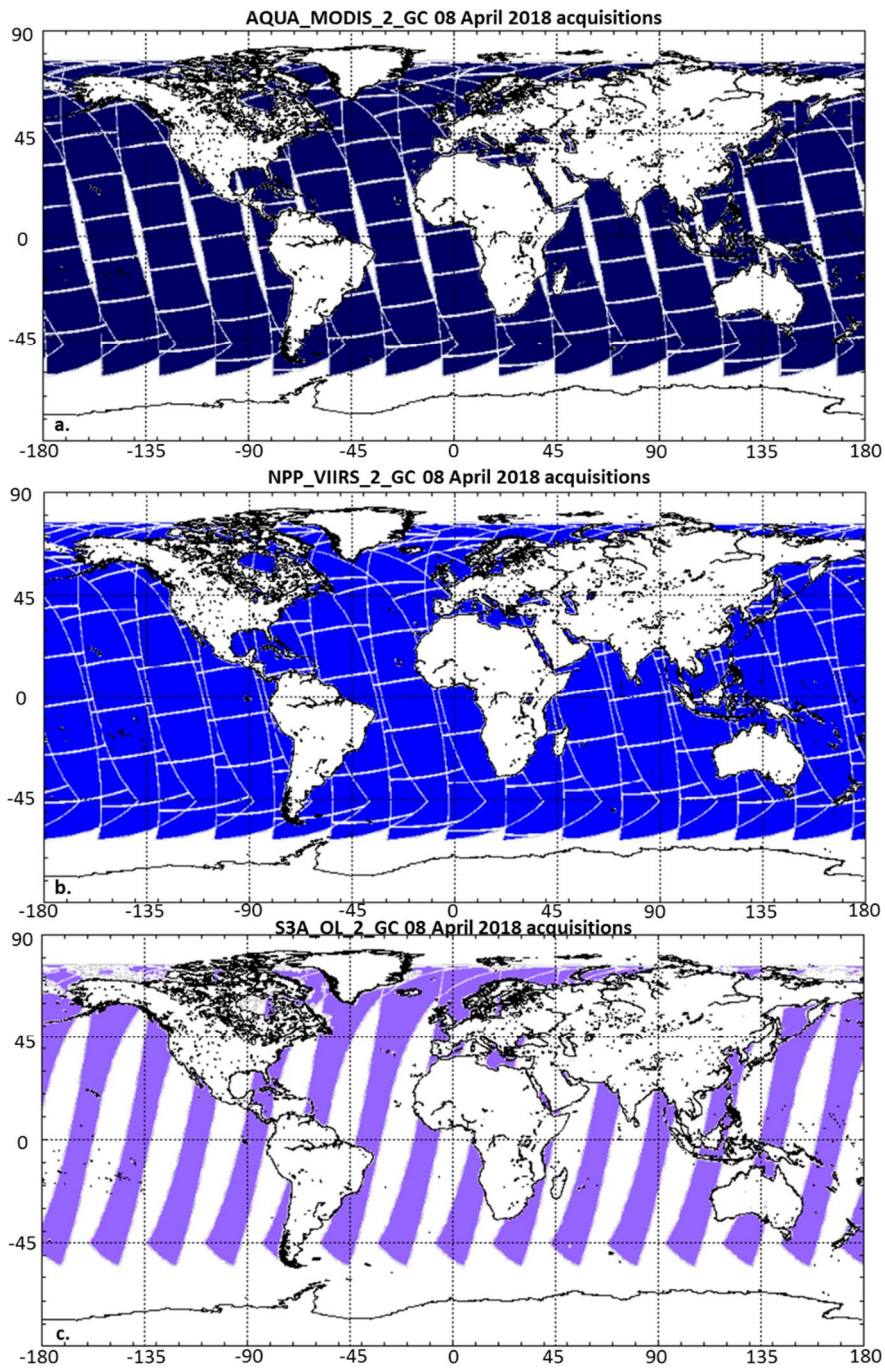 AQUA_MODIS_2_GC 08 April 2018 acquisitions
90
45
0
-45
a.
-180 -135 -90 -45 0 45 90 135 180
NPP_VIIRS_2_GC 08 April 2018 acquisitions
90
45
0
-45
b.
-180 -135 -90 -45 0 45 90 135 180
S3A_OL_2_GC 08 April 2018 acquisitions
90
45
0
-45
c.
-180 -135 -90 -45 0 45 90 135 180